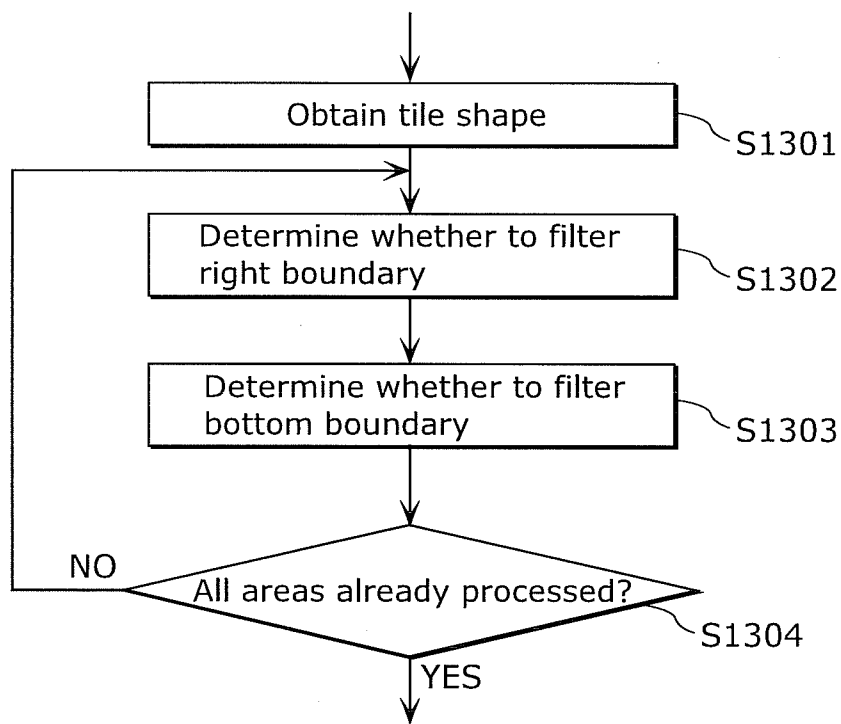 Obtain tile shape
S1301
Determine whether to filter
right boundary
S1302
Determine whether to filter
bottom boundary
S1303
NO
All areas already processed?
S1304
YES